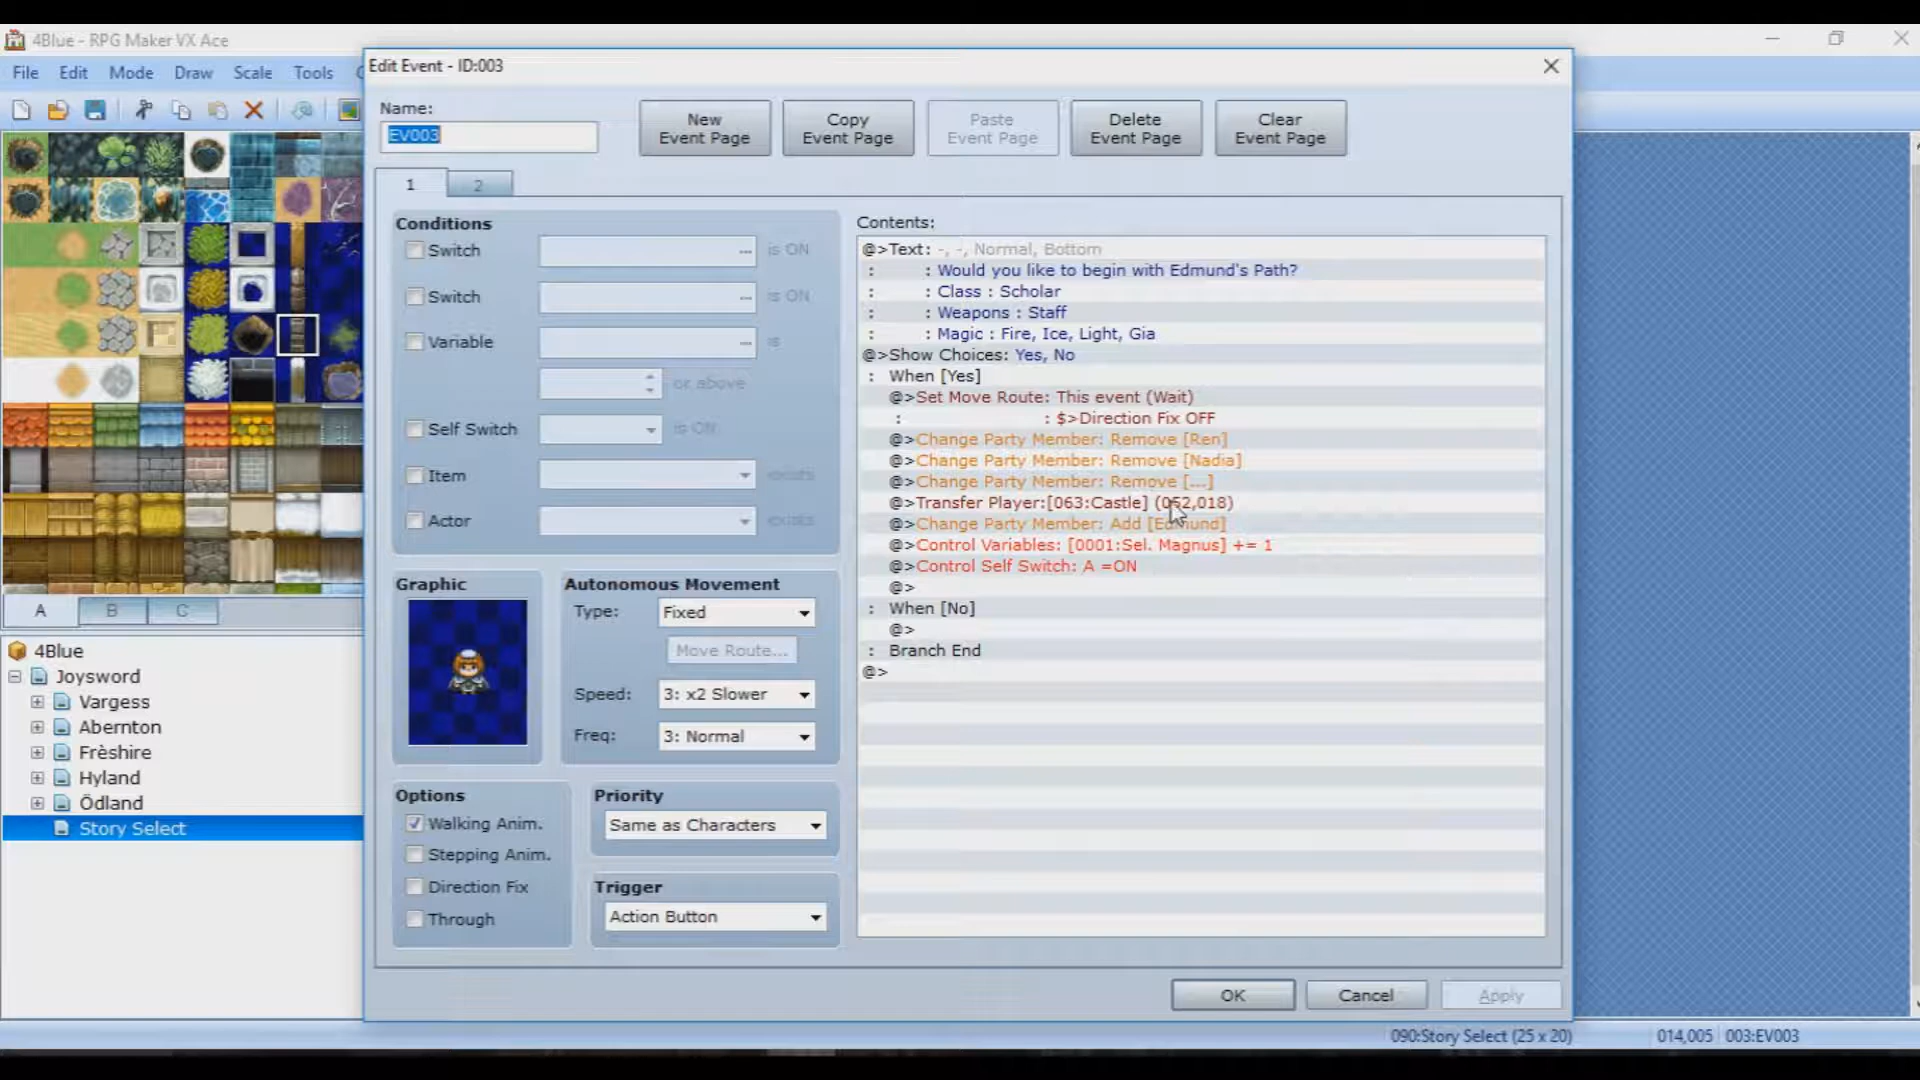 4Blue - RPG Maker VX Ace
File Edit Mode Draw Scale Tools
Edit Event - ID:003
Name:
EV003
New Event Page
Copy Event Page
Paste Event Page
Delete Event Page
Clear Event Page
1 2
Conditions
Switch ... is ON
Switch ... is ON
Variable ... is
or above
Self Switch is ON
Item exists
Actor exists
Graphic
Autonomous Movement
Type: Fixed
Move Route...
Speed: 3: x2 Slower
Freq: 3: Normal
Options
Walking Anim.
Stepping Anim.
Direction Fix
Through
Priority
Same as Characters
Trigger
Action Button
Contents:
@>Text: -, -, Normal, Bottom
: : Would you like to begin with Edmund's Path?
: : Class : Scholar
: : Weapons : Staff
: : Magic : Fire, Ice, Light, Gia
@>Show Choices: Yes, No
: When [Yes]
@>Set Move Route: This event (Wait)
: : $>Direction Fix OFF
@>Change Party Member: Remove [Ren]
@>Change Party Member: Remove [Nadia]
@>Change Party Member: Remove [...]
@>Transfer Player:[063:Castle] (052,018)
@>Change Party Member: Add [Edmund]
@>Control Variables: [0001:Sel. Magnus] += 1
@>Control Self Switch: A =ON
@>
: When [No]
@>
: Branch End
@>
OK Cancel Apply
A B C
4Blue
Joysword
Vargess
Abernton
Frèshire
Hyland
Ödland
Story Select
090:Story Select (25 x 20) 014,005 003:EV003